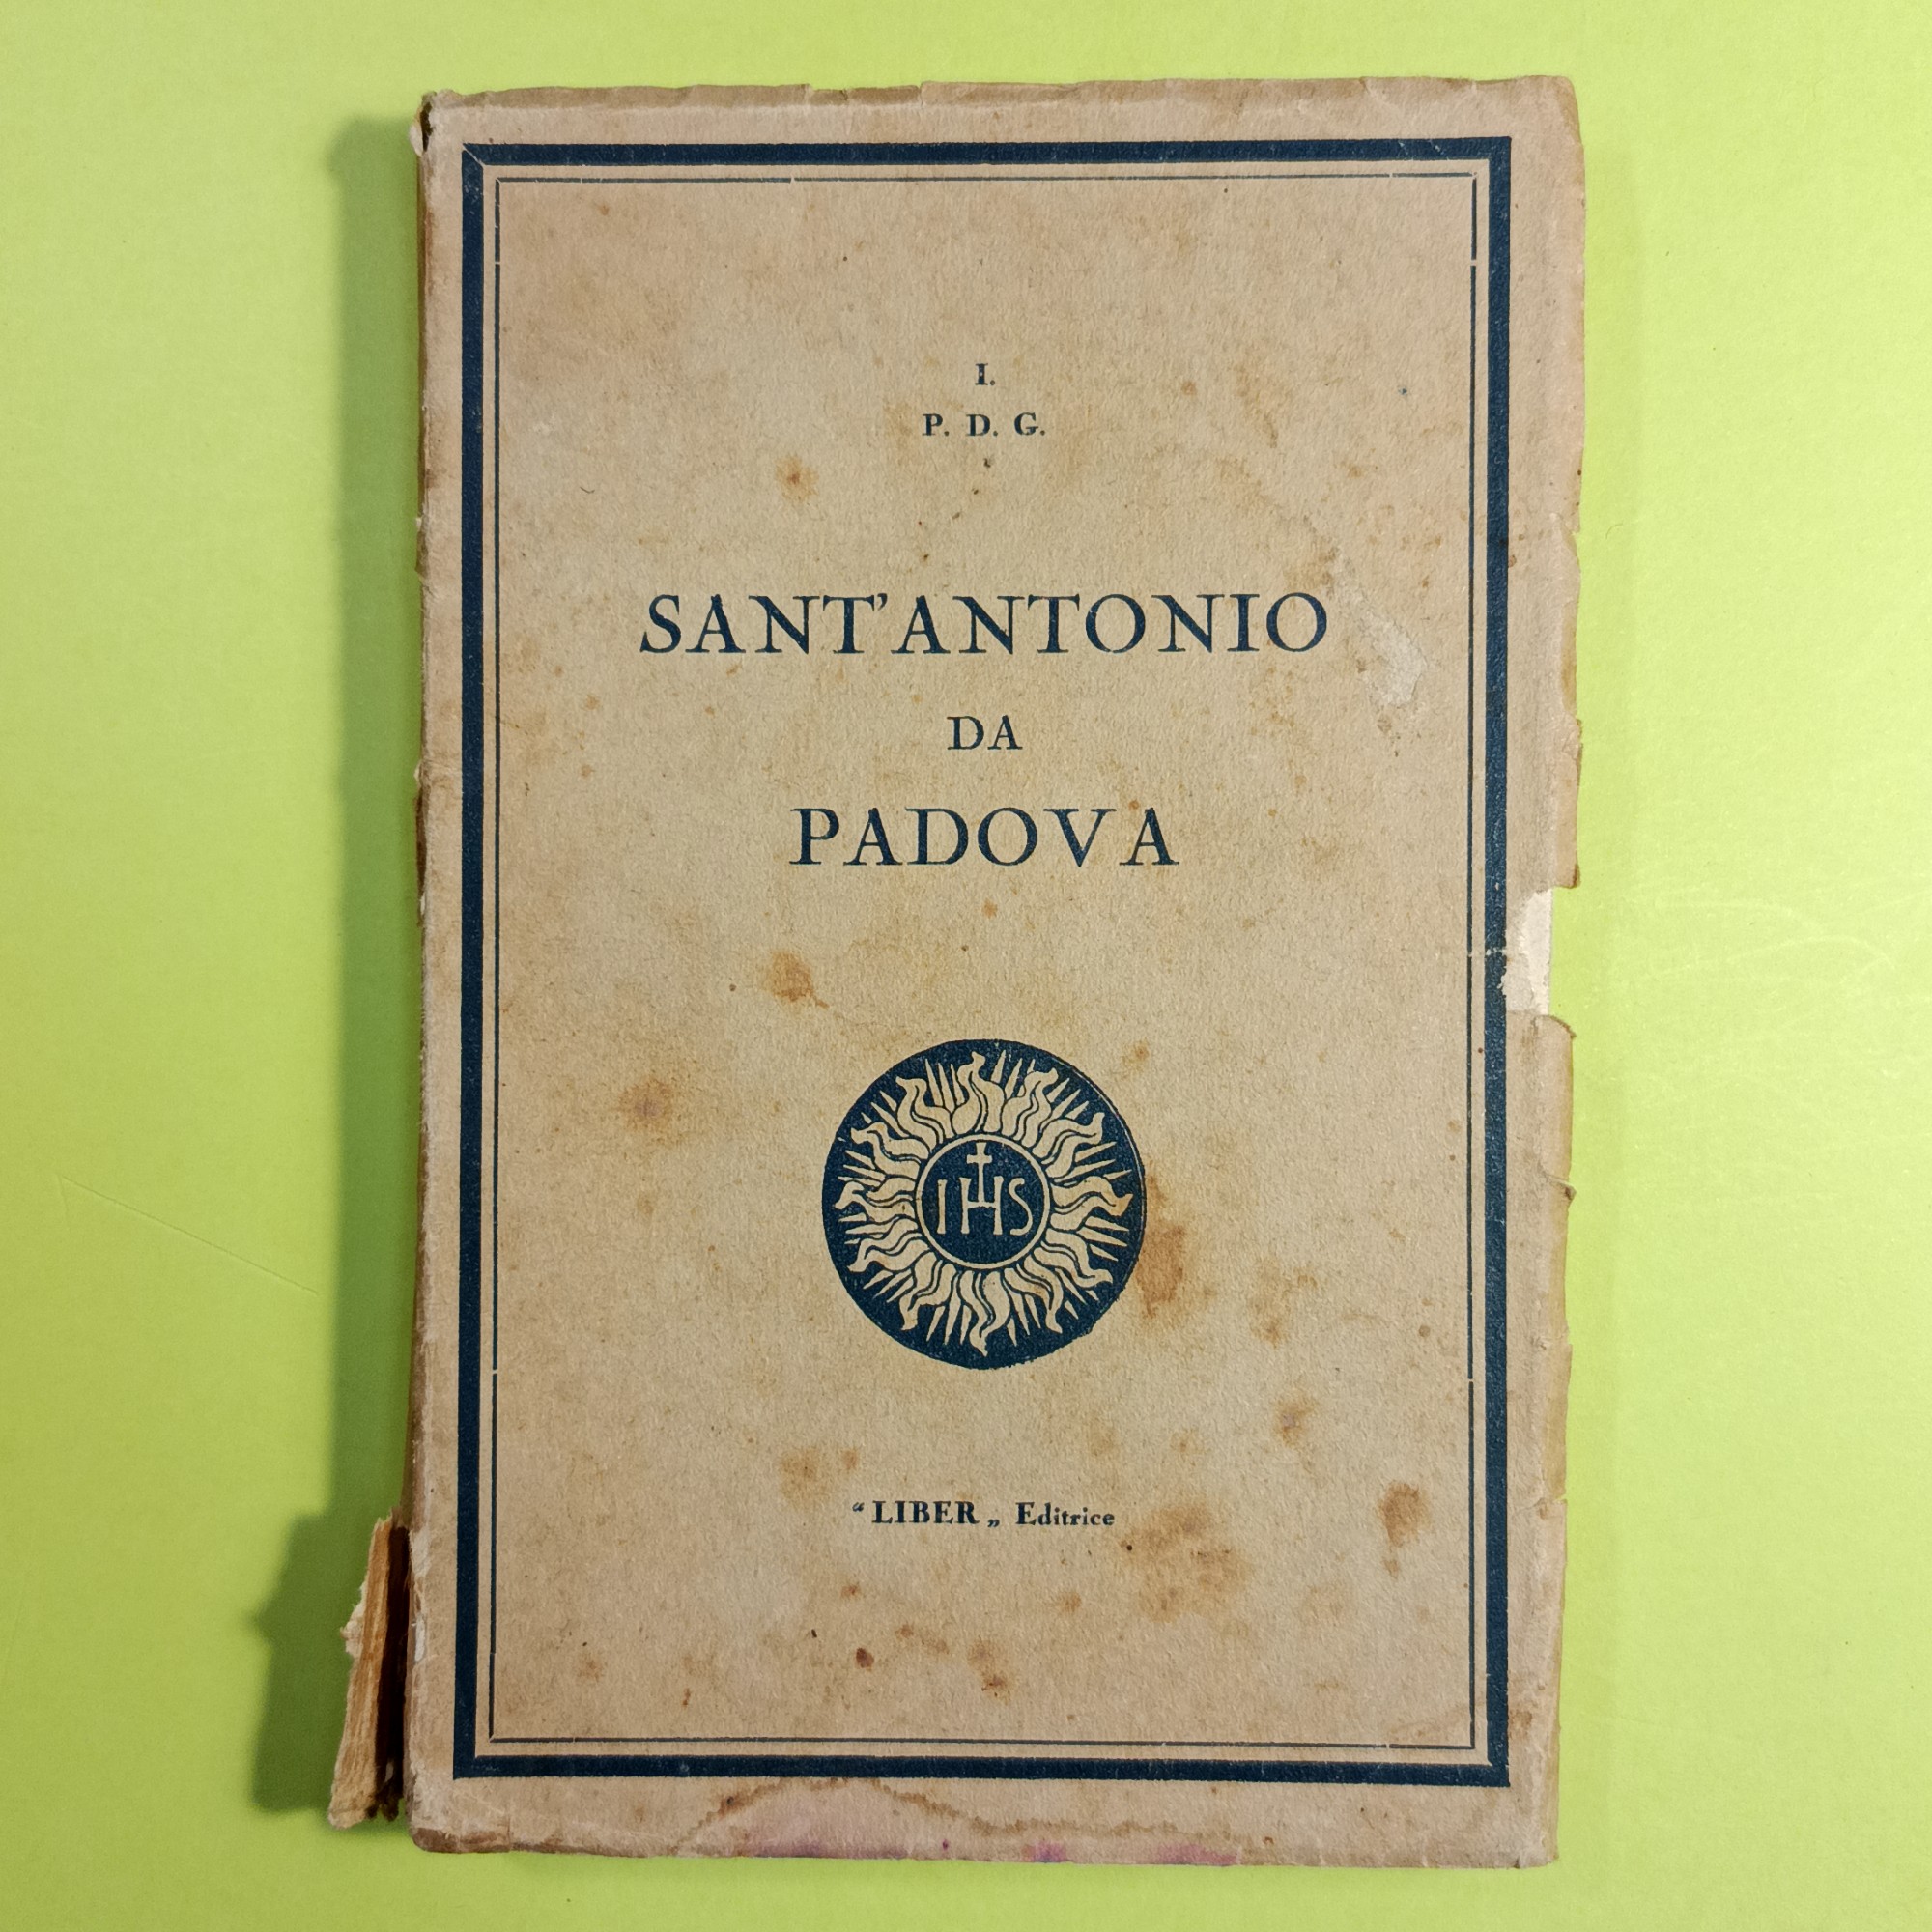 I.
P. D. G.
SANT'ANTONIO
DA
PADOVA
IHS
“ LIBER „ Editrice